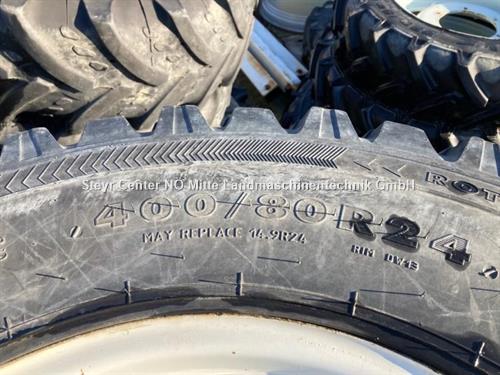 ROT
Steyr Center NÖ Mitte Landmaschinentechnik GmbH
400/80R24
MAY REPLACE 14.9R24
RIM DW13